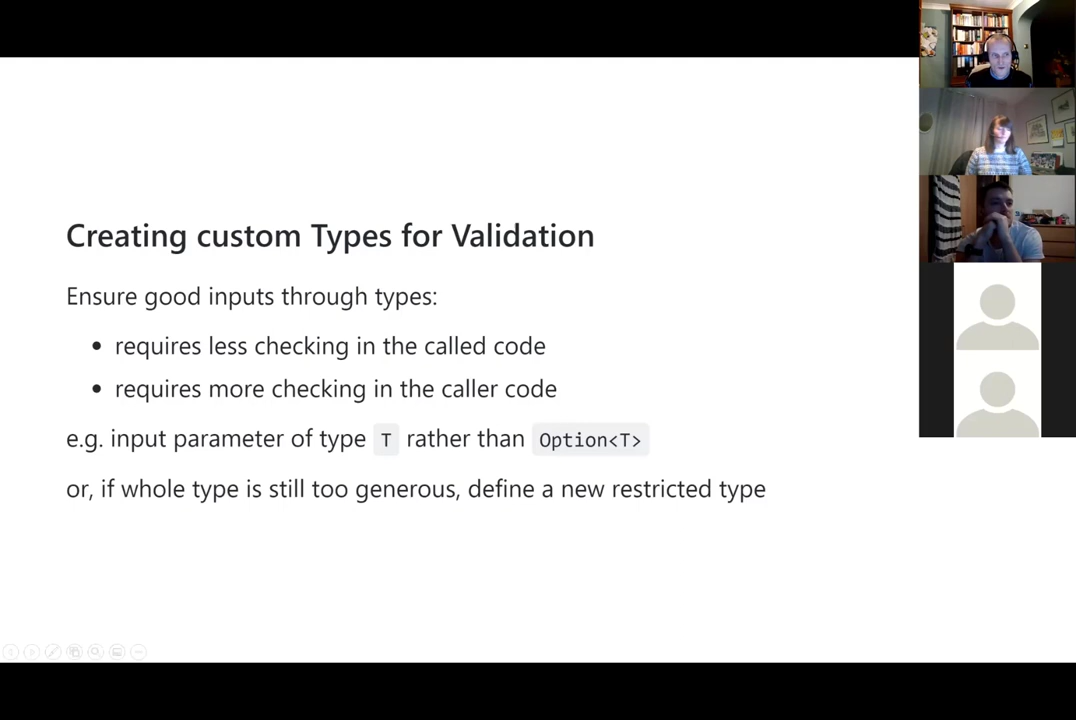 Creating custom Types for Validation
Ensure good inputs through types:
• requires less checking in the called code
• requires more checking in the caller code
e.g. input parameter of type T rather than Option<T>
or, if whole type is still too generous, define a new restricted type